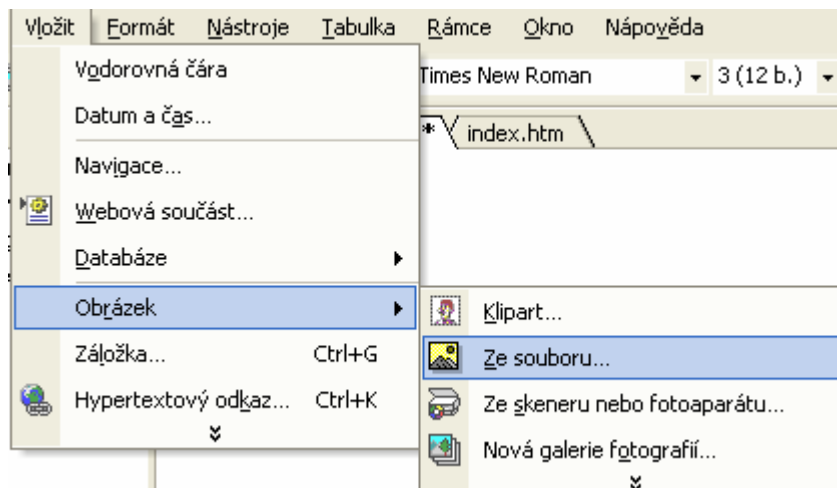 Vložit Formát Nástroje Tabulka Rámce Okno Nápověda
Times New Roman 3 (12 b.)
* index.htm
Vodorovná čára
Datum a čas...
Navigace...
Webová součást...
Databáze
Obrázek
Záložka... Ctrl+G
Hypertextový odkaz... Ctrl+K
Klipart...
Ze souboru...
Ze skeneru nebo fotoaparátu...
Nová galerie fotografií...